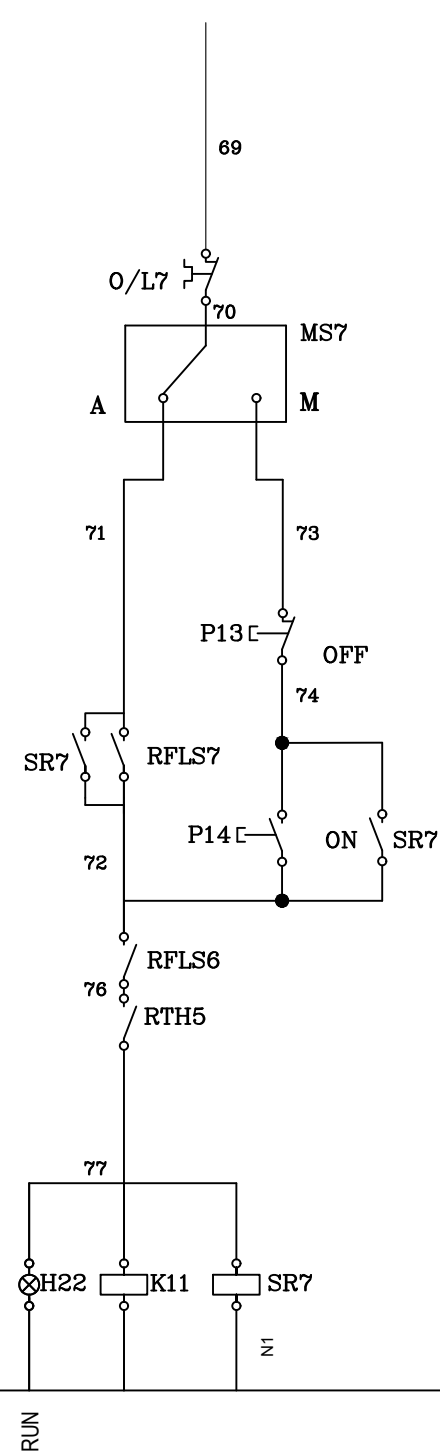 69
O/L7
70
MS7
A
M
71
73
P13
OFF
74
SR7
RFLS7
P14
ON
SR7
72
RFLS6
76
RTH5
77
H22
K11
SR7
N1
RUN